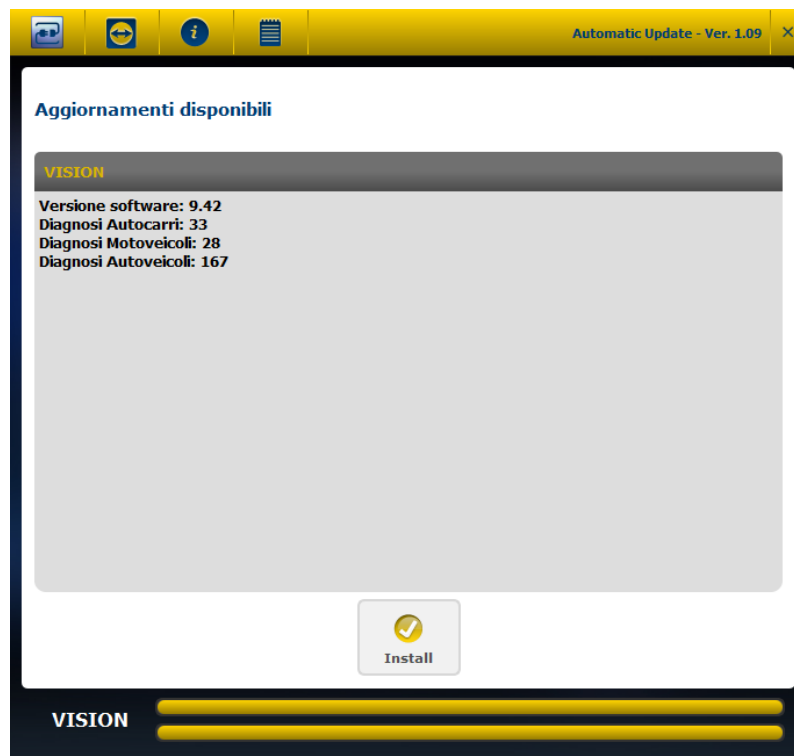 Automatic Update - Ver. 1.09
Aggiornamenti disponibili
VISION
Versione software: 9.42
Diagnosi Autocarri: 33
Diagnosi Motoveicoli: 28
Diagnosi Autoveicoli: 167
Install
VISION